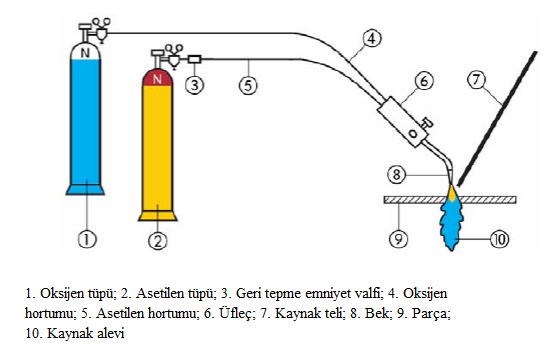 N
N
4
3
5
6
7
8
1
2
9
10
1. Oksijen tüpü; 2. Asetilen tüpü; 3. Geri tepme emniyet valfi; 4. Oksijen
hortumu; 5. Asetilen hortumu; 6. Üfleç; 7. Kaynak teli; 8. Bek; 9. Parça;
10. Kaynak alevi